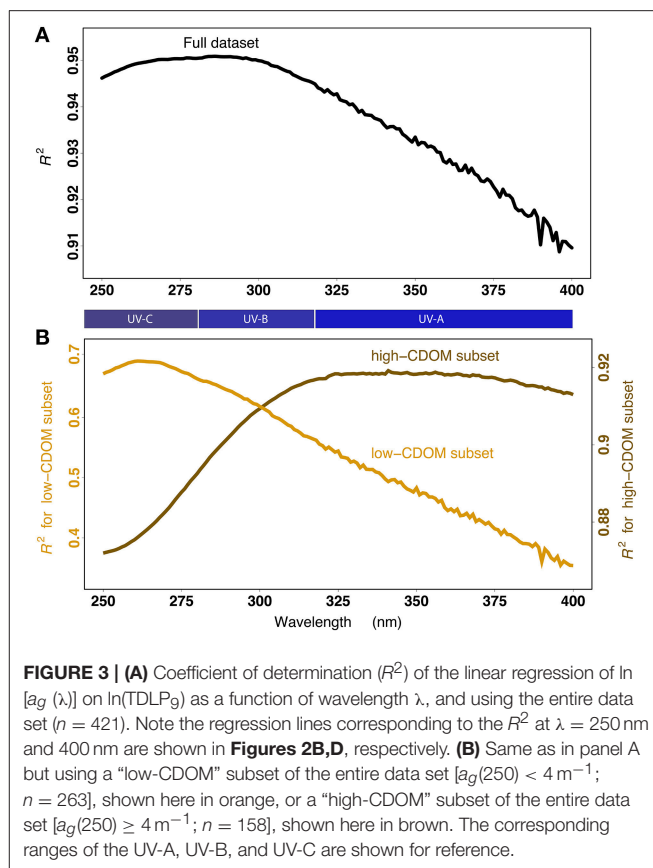 A
Full dataset
0.95
0.94
0.93
0.92
0.91
R²
250
275
300
325
350
375
400
UV-C
UV-B
UV-A
B
0.7
0.6
0.5
0.4
R² for low−CDOM subset
high−CDOM subset
low−CDOM subset
0.92
0.9
0.88
R² for high−CDOM subset
250
275
300
325
350
375
400
Wavelength (nm)
FIGURE 3 | (A) Coefficient of determination (R²) of the linear regression of ln
[a_g (λ)] on ln(TDLP₉) as a function of wavelength λ, and using the entire data
set (n = 421). Note the regression lines corresponding to the R² at λ = 250 nm
and 400 nm are shown in Figures 2B,D, respectively. (B) Same as in panel A
but using a “low-CDOM” subset of the entire data set [a_g(250) < 4 m⁻¹;
n = 263], shown here in orange, or a “high-CDOM” subset of the entire data
set [a_g(250) ≥ 4 m⁻¹; n = 158], shown here in brown. The corresponding
ranges of the UV-A, UV-B, and UV-C are shown for reference.